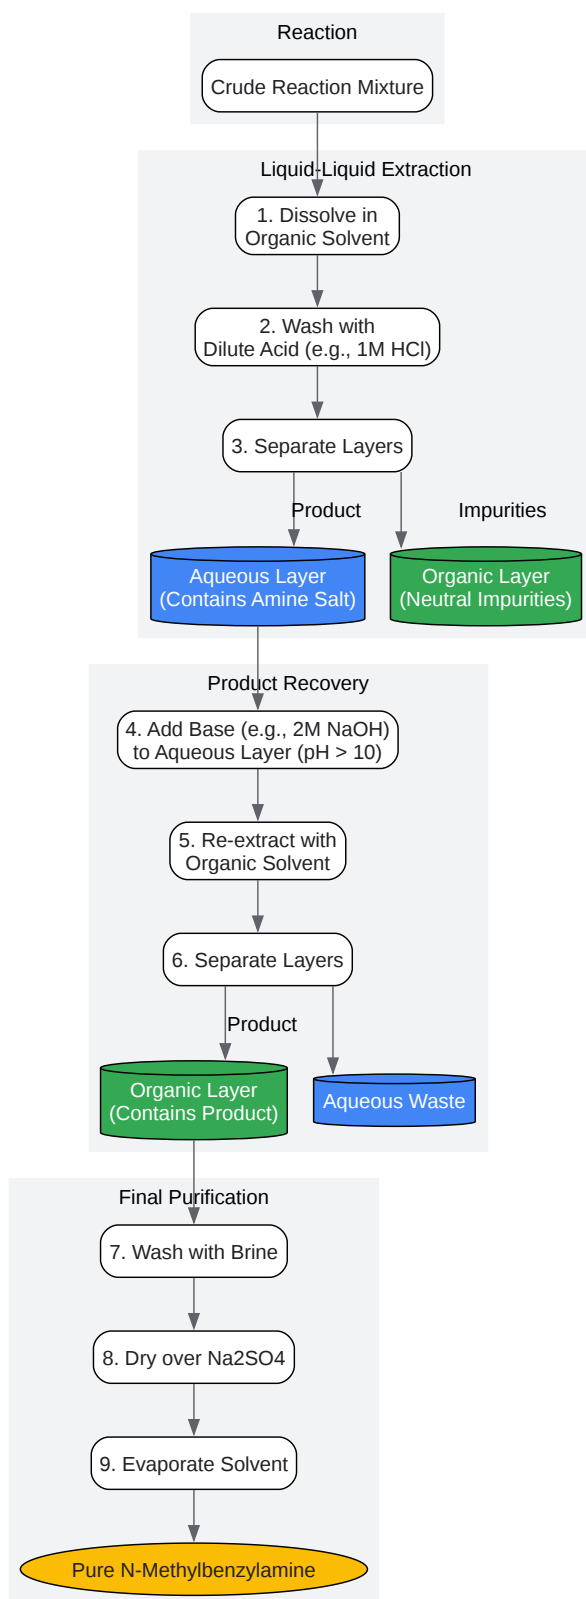 Reaction
Crude Reaction Mixture
Liquid-Liquid Extraction
1. Dissolve in
Organic Solvent
2. Wash with
Dilute Acid (e.g., 1M HCl)
3. Separate Layers
Product
Impurities
Aqueous Layer
(Contains Amine Salt)
Organic Layer
(Neutral Impurities)
Product Recovery
4. Add Base (e.g., 2M NaOH)
to Aqueous Layer (pH > 10)
5. Re-extract with
Organic Solvent
6. Separate Layers
Product
Organic Layer
(Contains Product)
Aqueous Waste
Final Purification
7. Wash with Brine
8. Dry over Na2SO4
9. Evaporate Solvent
Pure N-Methylbenzylamine